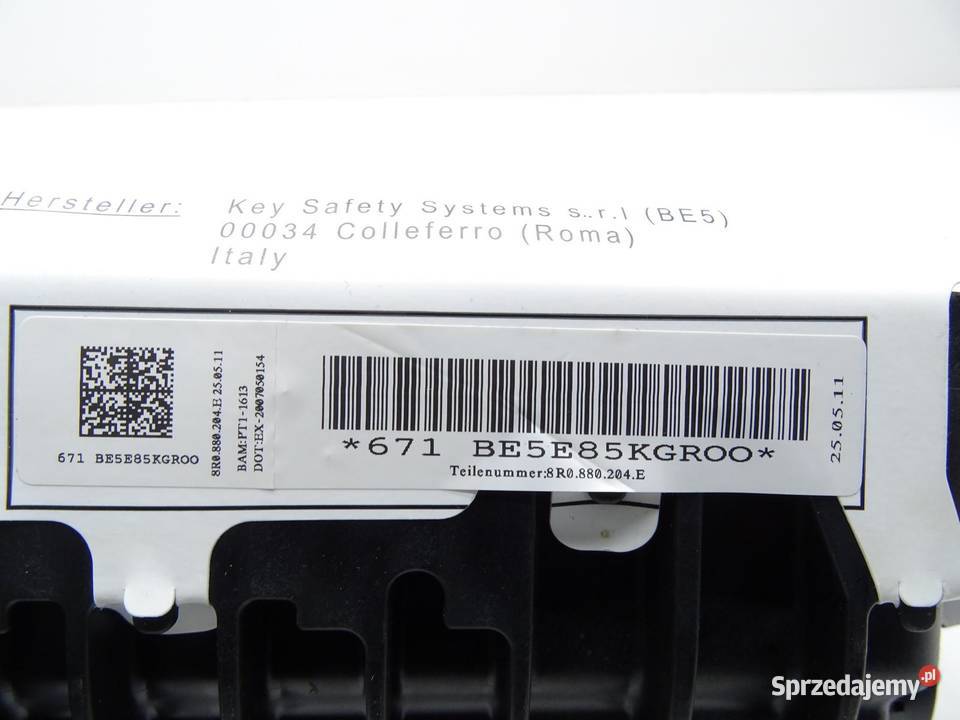 Hersteller: Key Safety Systems s..r.l (BE5)
00034 Colleferro (Roma)
Italy
671 BE5E85KGROO
8R0.880.204.E 25.05.11
BAM:PT1-1613
DOT:EX-2007050154
*671 BE5E85KGROO*
Teilenummer:8R0.880.204.E
25.05.11
Sprzedajemy.pl